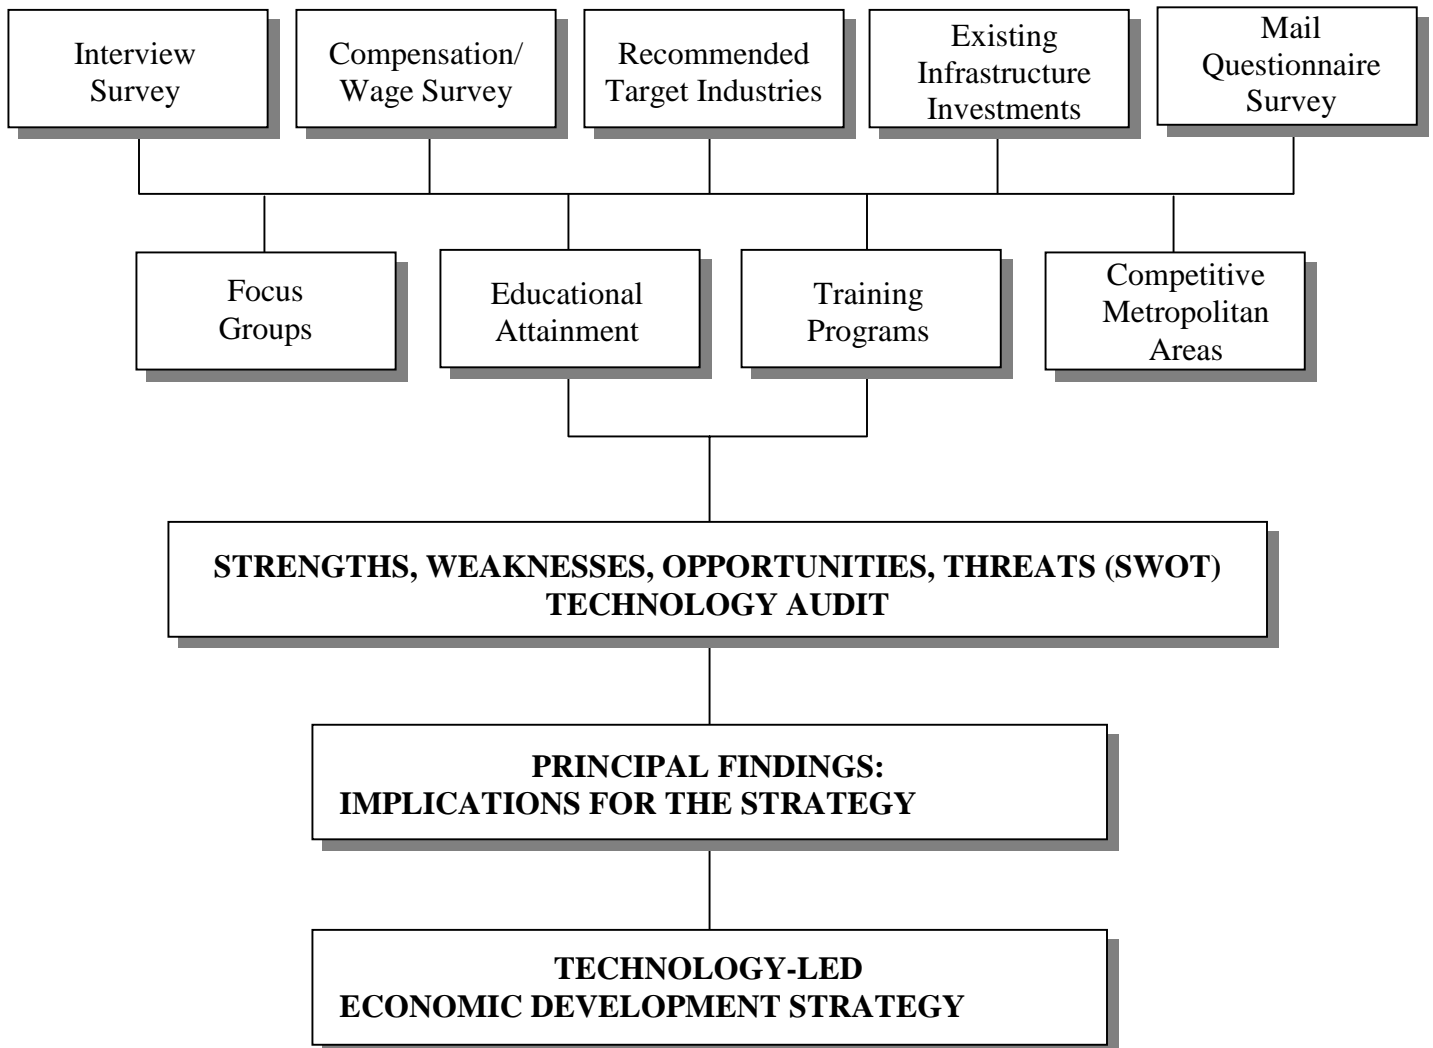 Interview
Survey
Compensation/
Wage Survey
Recommended
Target Industries
Existing
Infrastructure
Investments
Mail
Questionnaire
Survey
Focus
Groups
Educational
Attainment
Training
Programs
Competitive
Metropolitan
Areas
STRENGTHS, WEAKNESSES, OPPORTUNITIES, THREATS (SWOT)
TECHNOLOGY AUDIT
PRINCIPAL FINDINGS:
IMPLICATIONS FOR THE STRATEGY
TECHNOLOGY-LED
ECONOMIC DEVELOPMENT STRATEGY